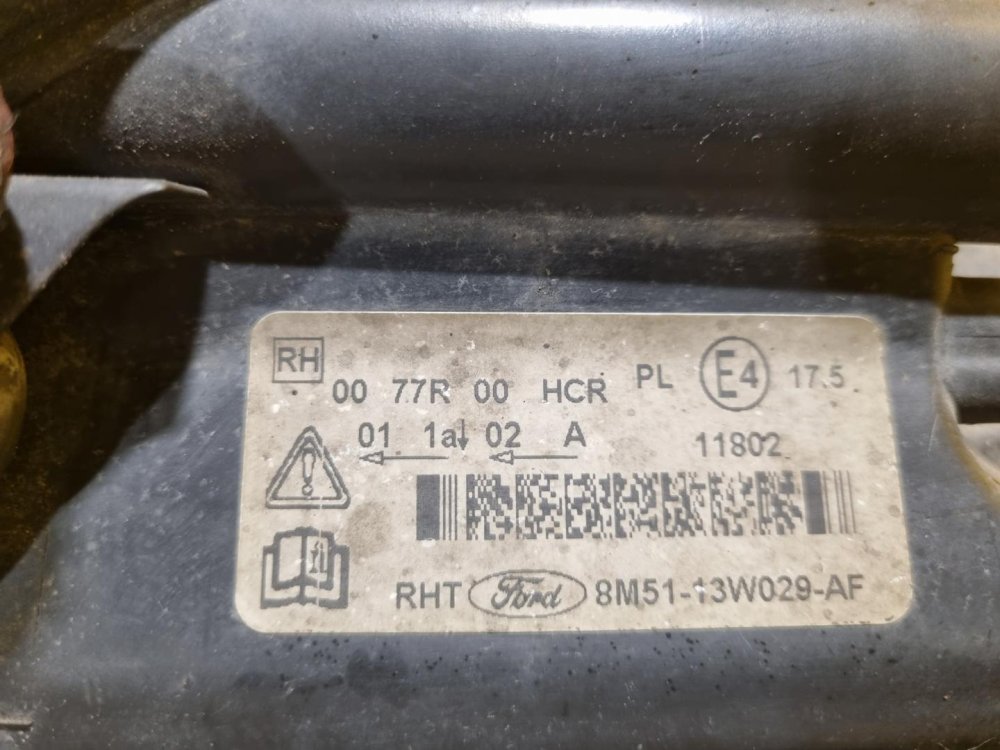 RH
00 77R 00 HCR PL E4 17.5
01 1a↓ 02 A 11802
RHT Ford 8M51-13W029-AF